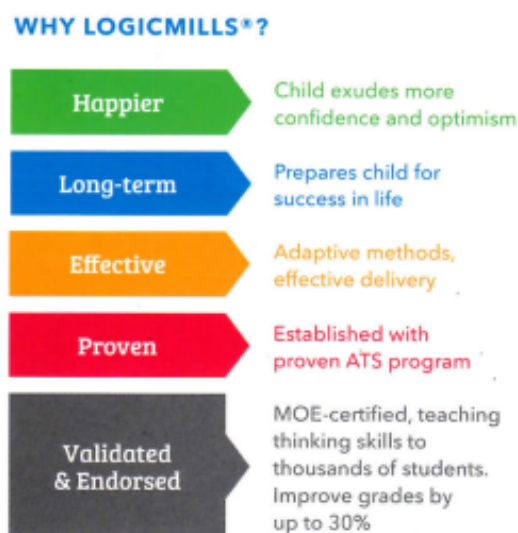 WHY LOGICMILLS®?
Happier
Child exudes more
confidence and optimism
Long-term
Prepares child for
success in life
Effective
Adaptive methods,
effective delivery
Proven
Established with
proven ATS program
Validated
& Endorsed
MOE-certified, teaching
thinking skills to
thousands of students.
Improve grades by
up to 30%